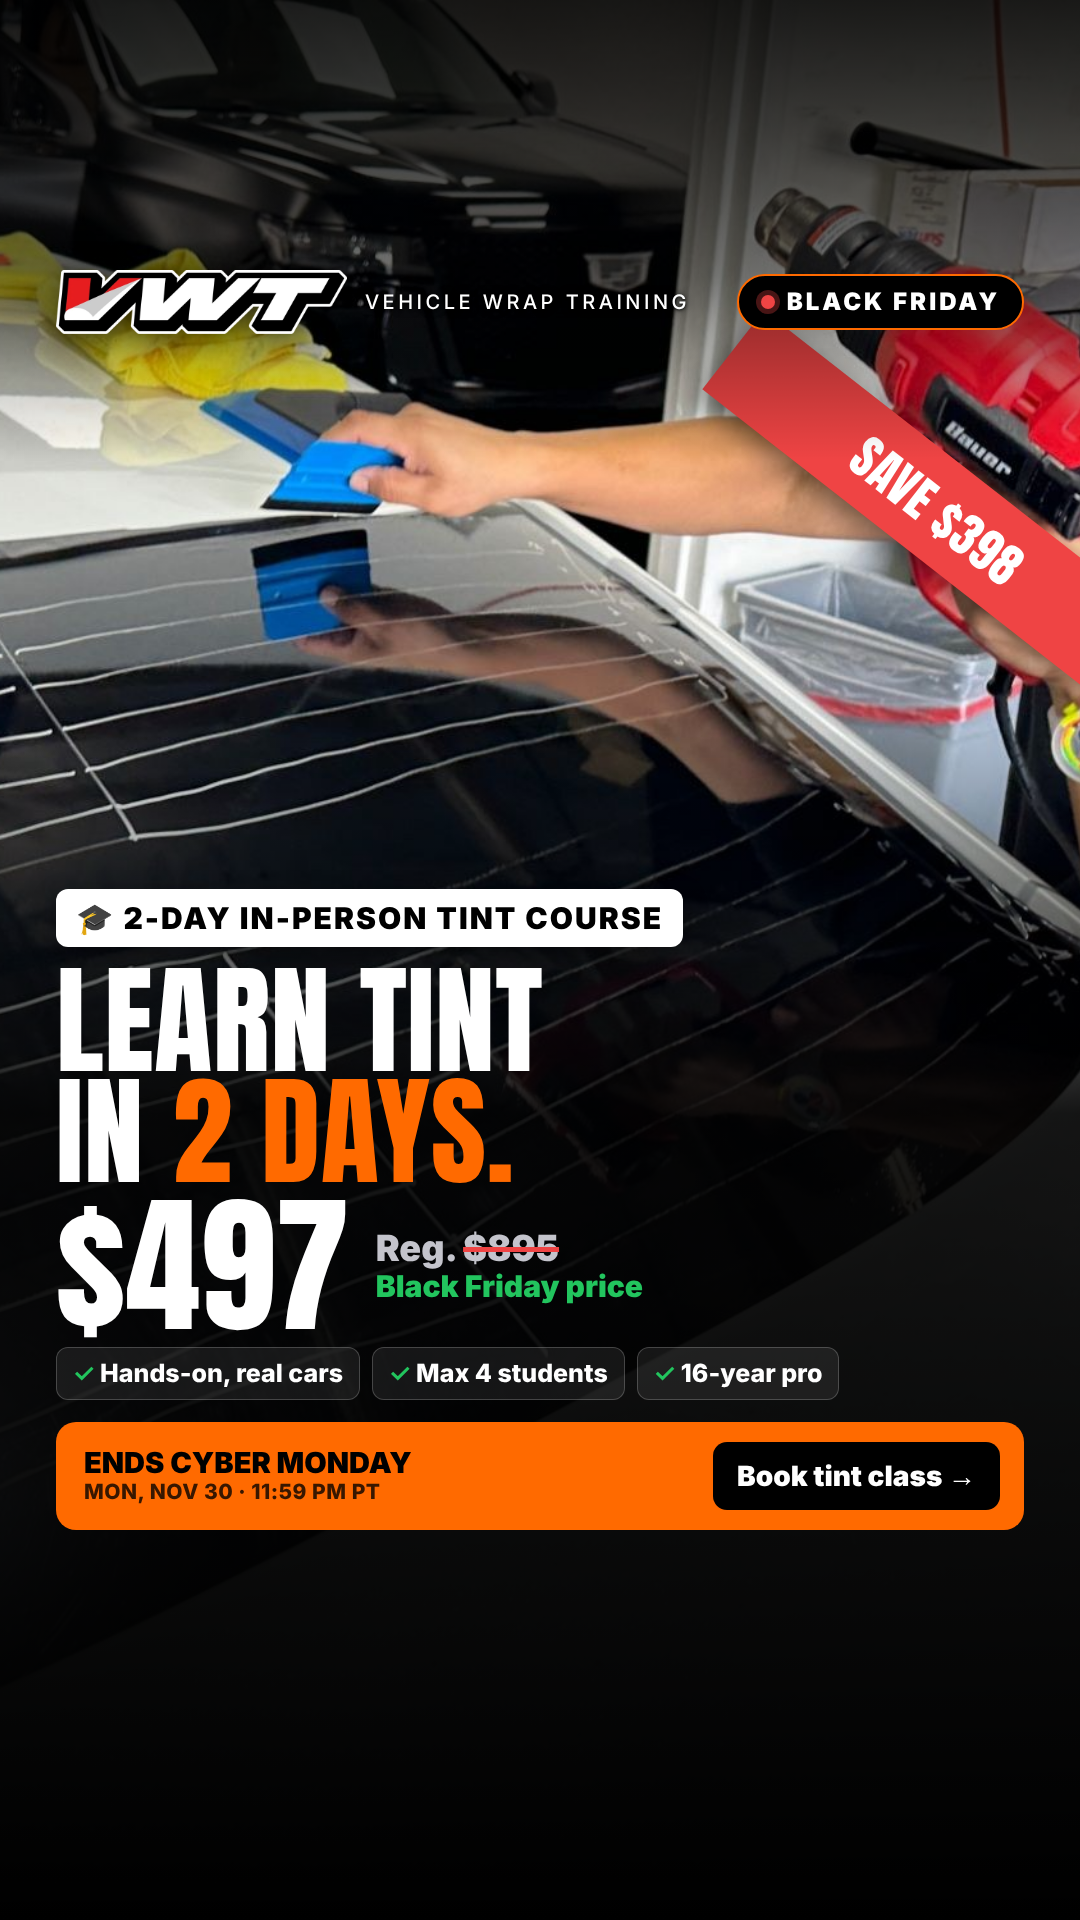 VWT
VEHICLE WRAP TRAINING
BLACK FRIDAY
Bauer
SAVE $398
🎓 2-DAY IN-PERSON TINT COURSE
LEARN TINT
IN 2 DAYS.
$497
Reg. $895
Black Friday price
✓ Hands-on, real cars
✓ Max 4 students
✓ 16-year pro
ENDS CYBER MONDAY
MON, NOV 30 · 11:59 PM PT
Book tint class →